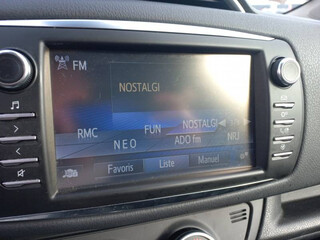 FM
NOSTALGI
RMC FUN NOSTALGI
NEO ADO fm NRJ
Favoris Liste Manuel